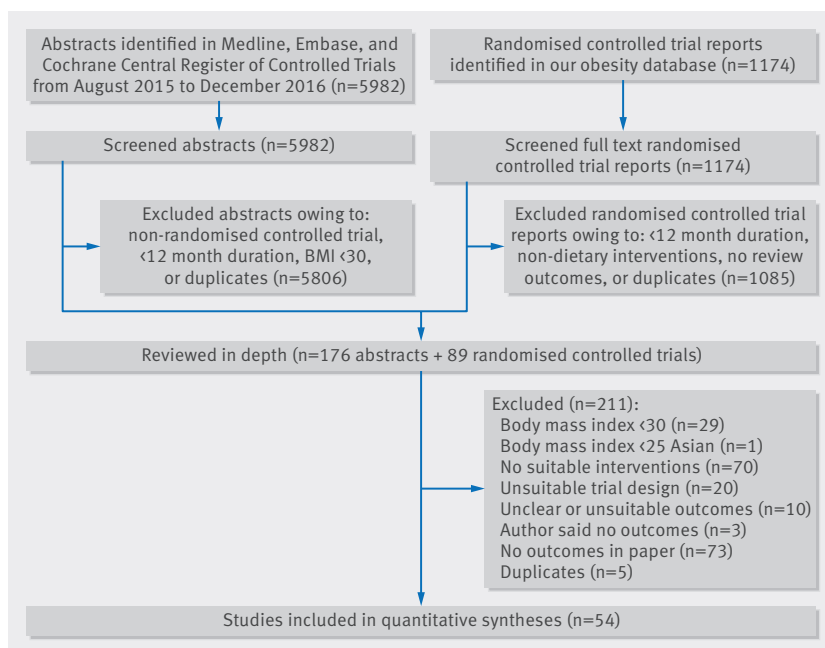 Abstracts identified in Medline, Embase, and
Cochrane Central Register of Controlled Trials
from August 2015 to December 2016 (n=5982)
Randomised controlled trial reports
identified in our obesity database (n=1174)
Screened abstracts (n=5982)
Screened full text randomised
controlled trial reports (n=1174)
Excluded abstracts owing to:
non-randomised controlled trial,
<12 month duration, BMI <30,
or duplicates (n=5806)
Excluded randomised controlled trial
reports owing to: <12 month duration,
non-dietary interventions, no review
outcomes, or duplicates (n=1085)
Reviewed in depth (n=176 abstracts + 89 randomised controlled trials)
Excluded (n=211):
Body mass index <30 (n=29)
Body mass index <25 Asian (n=1)
No suitable interventions (n=70)
Unsuitable trial design (n=20)
Unclear or unsuitable outcomes (n=10)
Author said no outcomes (n=3)
No outcomes in paper (n=73)
Duplicates (n=5)
Studies included in quantitative syntheses (n=54)